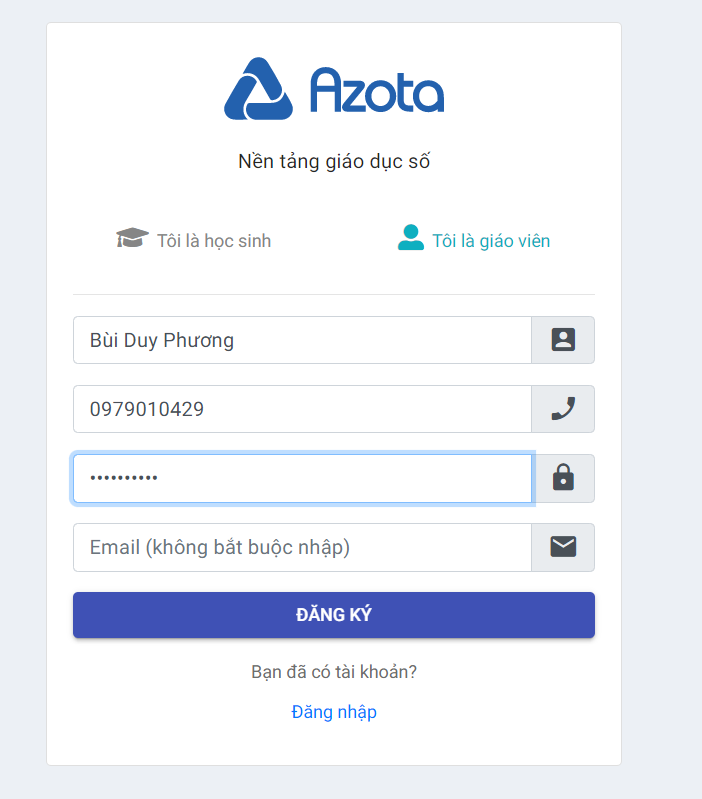 Azota
Nền tảng giáo dục số
Tôi là học sinh
Tôi là giáo viên
Bùi Duy Phương
0979010429
••••••••••
Email (không bắt buộc nhập)
ĐĂNG KÝ
Bạn đã có tài khoản?
Đăng nhập